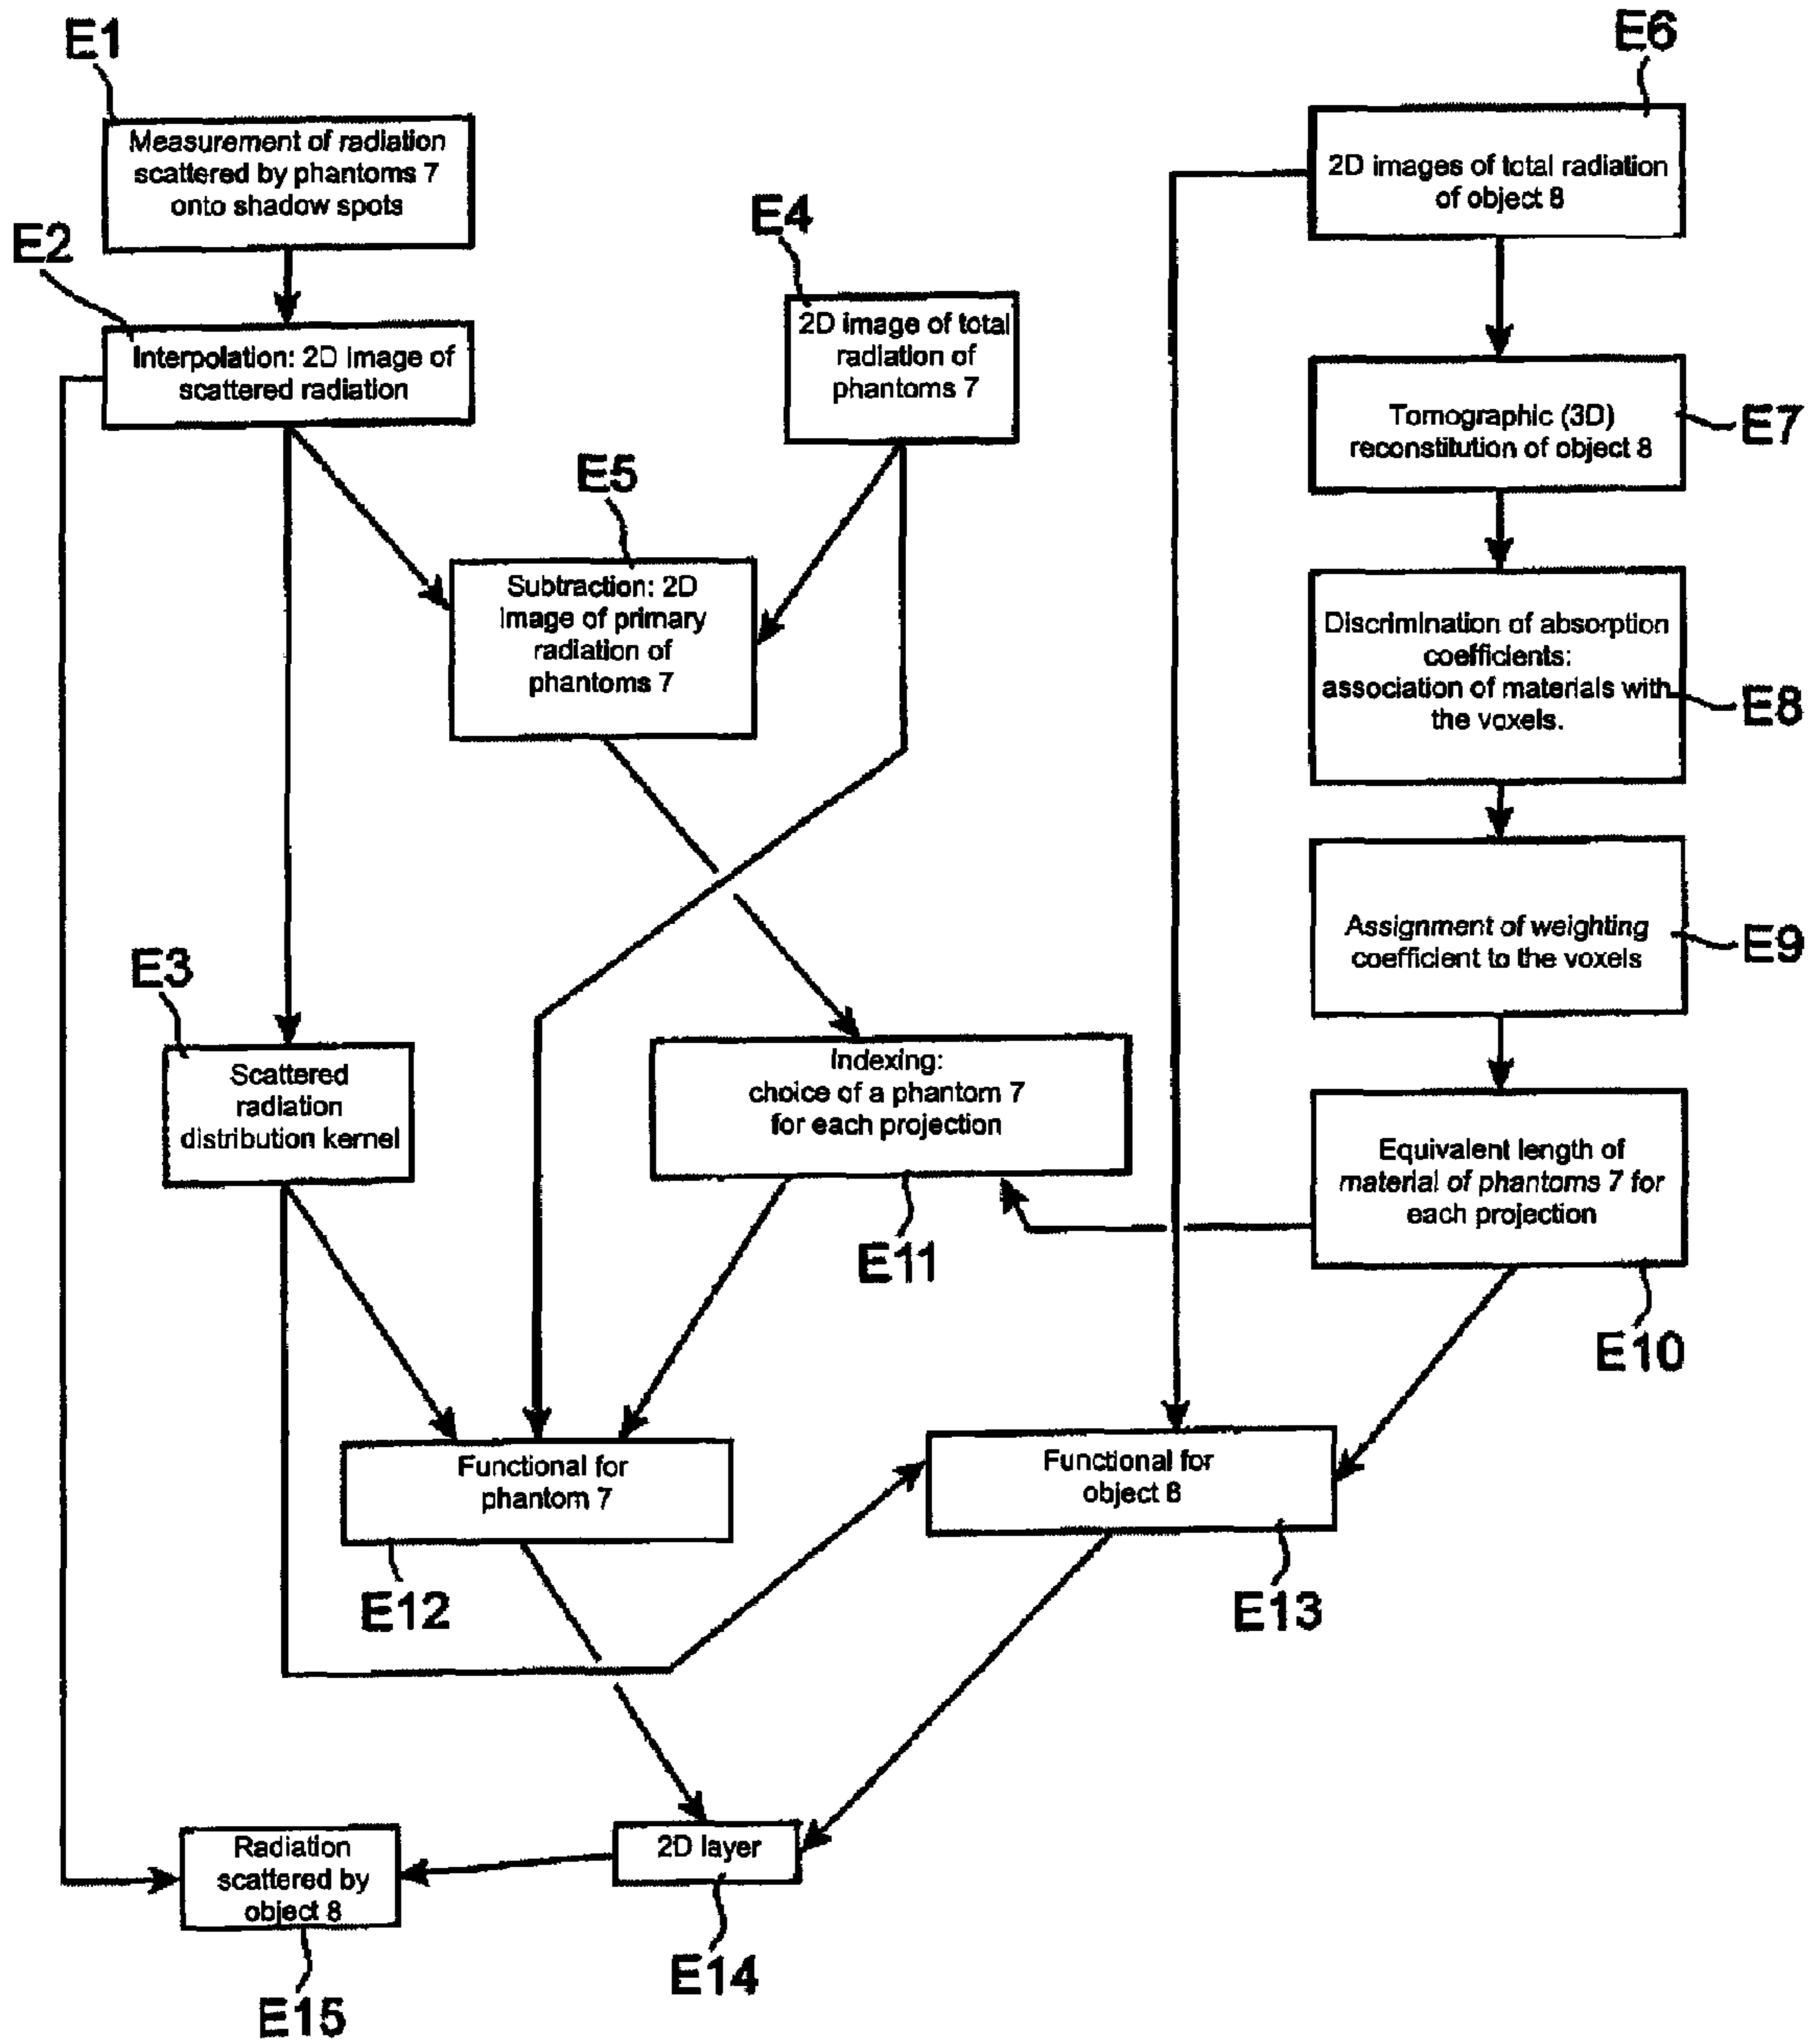 E1
Measurement of radiation
scattered by phantoms 7
onto shadow spots
E2
Interpolation: 2D image of
scattered radiation
E4
2D image of total
radiation of
phantoms 7
E5
Subtraction: 2D
image of primary
radiation of
phantoms 7
E3
Scattered
radiation
distribution kernel
Indexing:
choice of a phantom 7
for each projection
E11
E6
2D images of total radiation
of object 8
Tomographic (3D)
reconstitution of object 8
E7
Discrimination of absorption
coefficients:
association of materials with
the voxels.
E8
Assignment of weighting
coefficient to the voxels
E9
Equivalent length of
material of phantoms 7 for
each projection
E10
Functional for
phantom 7
E12
Functional for
object 8
E13
2D layer
E14
Radiation
scattered by
object 8
E15